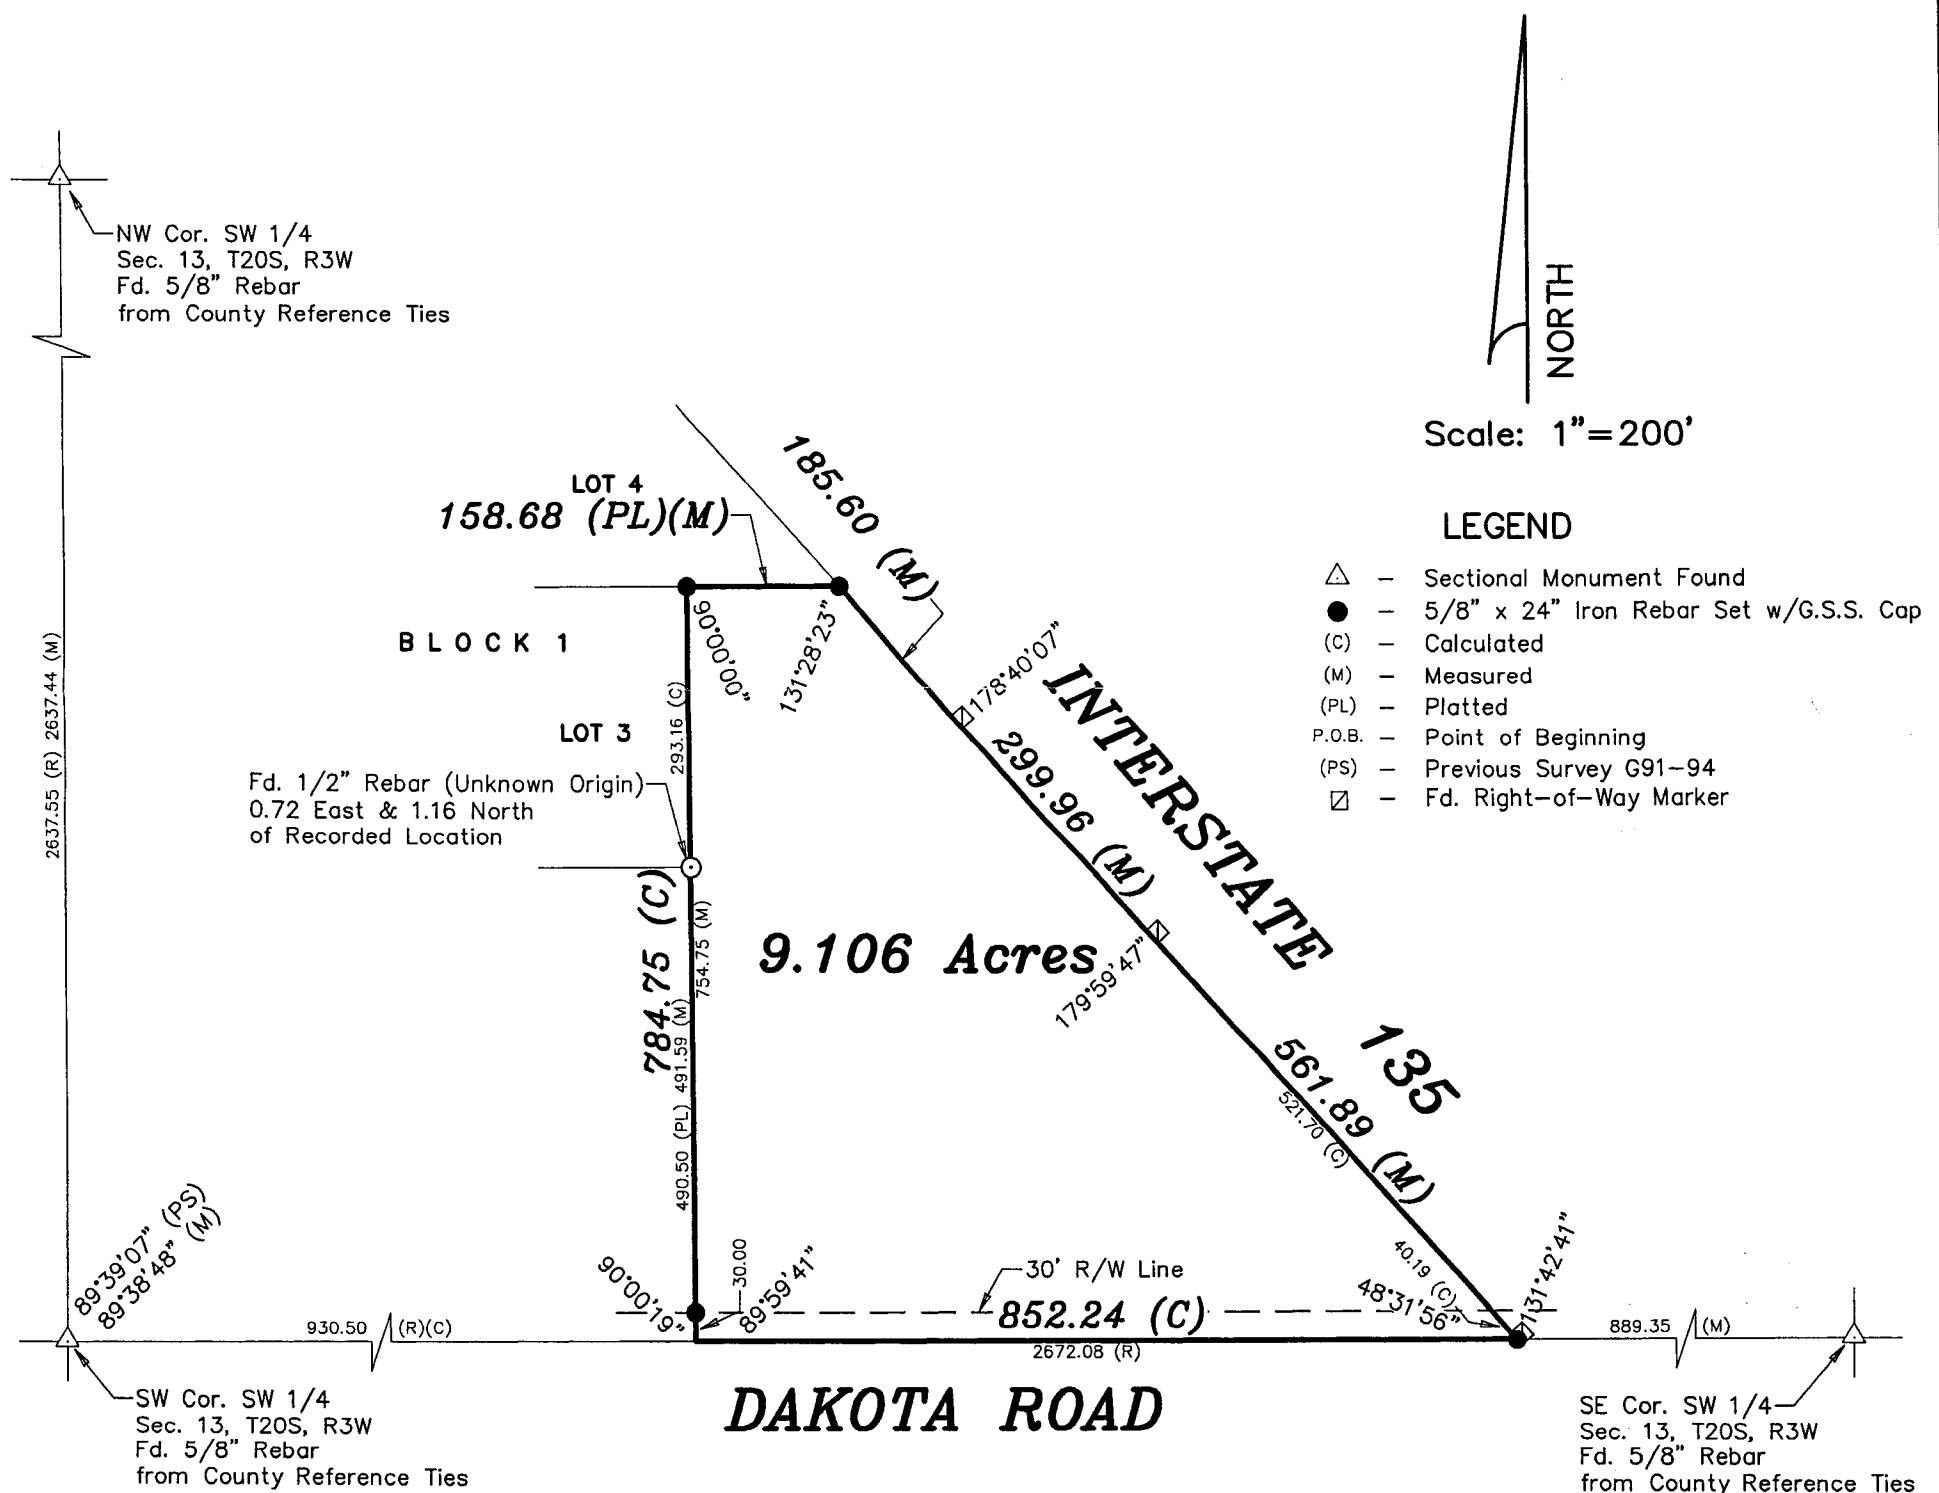 NORTH
Scale: 1"=200'
NW Cor. SW 1/4
Sec. 13, T20S, R3W
Fd. 5/8" Rebar
from County Reference Ties
2637.55 (R) 2637.44 (M)
LOT 4
158.68 (PL)(M)
185.60 (M)
LEGEND
– Sectional Monument Found
– 5/8" x 24" Iron Rebar Set w/G.S.S. Cap
(C) – Calculated
(M) – Measured
(PL) – Platted
P.O.B. – Point of Beginning
(PS) – Previous Survey G91–94
– Fd. Right–of–Way Marker
BLOCK 1
90°00'00"
131°28'23"
178°40'07"
INTERSTATE
135
293.16 (C)
LOT 3
Fd. 1/2" Rebar (Unknown Origin)
0.72 East & 1.16 North
of Recorded Location
299.96 (M)
9.106 Acres
784.75 (C)
754.75 (M)
490.50 (PL) 491.59 (M)
179°59'47"
561.89 (M)
521.70 (C)
40.19 (C)
89°39'07" (PS)
89°38'48" (M)
90°00'19"
30.00
89°59'41"
30' R/W Line
48°31'56"
131°42'41"
930.50 (R)(C)
852.24 (C)
2672.08 (R)
889.35 (M)
DAKOTA ROAD
SW Cor. SW 1/4
Sec. 13, T20S, R3W
Fd. 5/8" Rebar
from County Reference Ties
SE Cor. SW 1/4
Sec. 13, T20S, R3W
Fd. 5/8" Rebar
from County Reference Ties